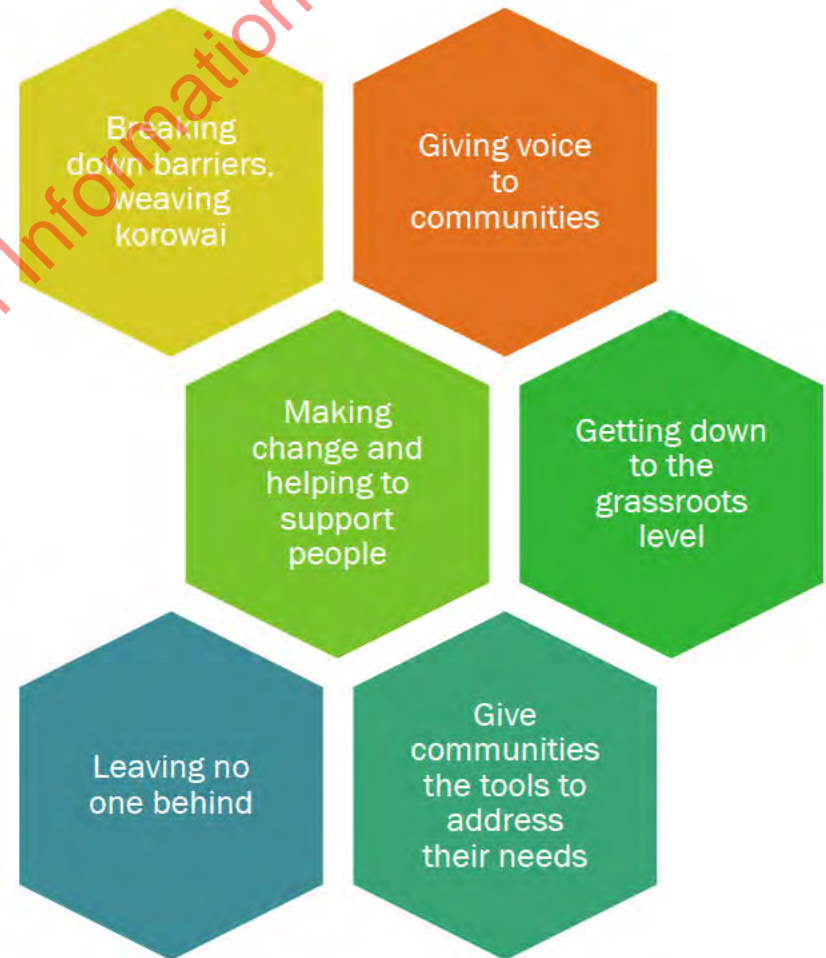 Information
Breaking
down barriers,
weaving
korowai
Giving voice
to
communities
Making
change and
helping to
support
people
Getting down
to the
grassroots
level
Leaving no
one behind
Give
communities
the tools to
address
their needs